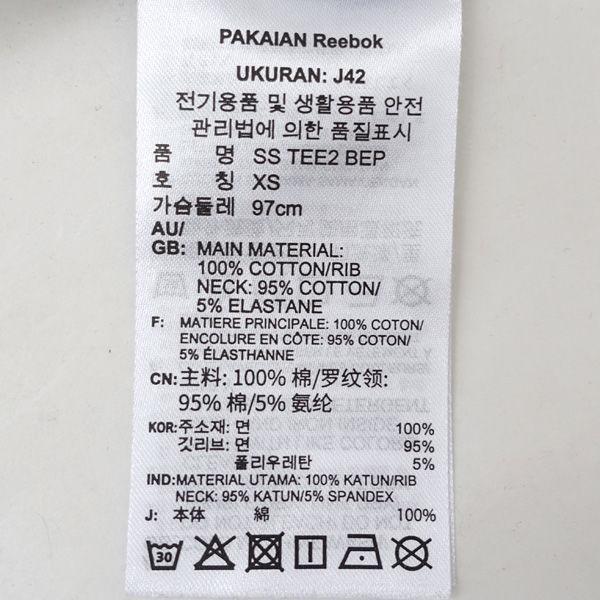 PAKAIAN Reebok
UKURAN: J42
전기용품 및 생활용품 안전
관리법에 의한 품질표시
품 명 SS TEE2 BEP
호 칭 XS
가슴둘레 97cm
AU/
GB: MAIN MATERIAL:
100% COTTON/RIB
NECK: 95% COTTON/
5% ELASTANE
F: MATIERE PRINCIPALE: 100% COTON/
ENCOLURE EN CÔTE: 95% COTON/
5% ÉLASTHANNE
CN: 主料: 100% 棉/罗纹领:
95% 棉/5% 氨纶
KOR: 주소재: 면 100%
깃리브: 면 95%
폴리우레탄 5%
IND: MATERIAL UTAMA: 100% KATUN/RIB
NECK: 95% KATUN/5% SPANDEX
J: 本体 綿 100%
30